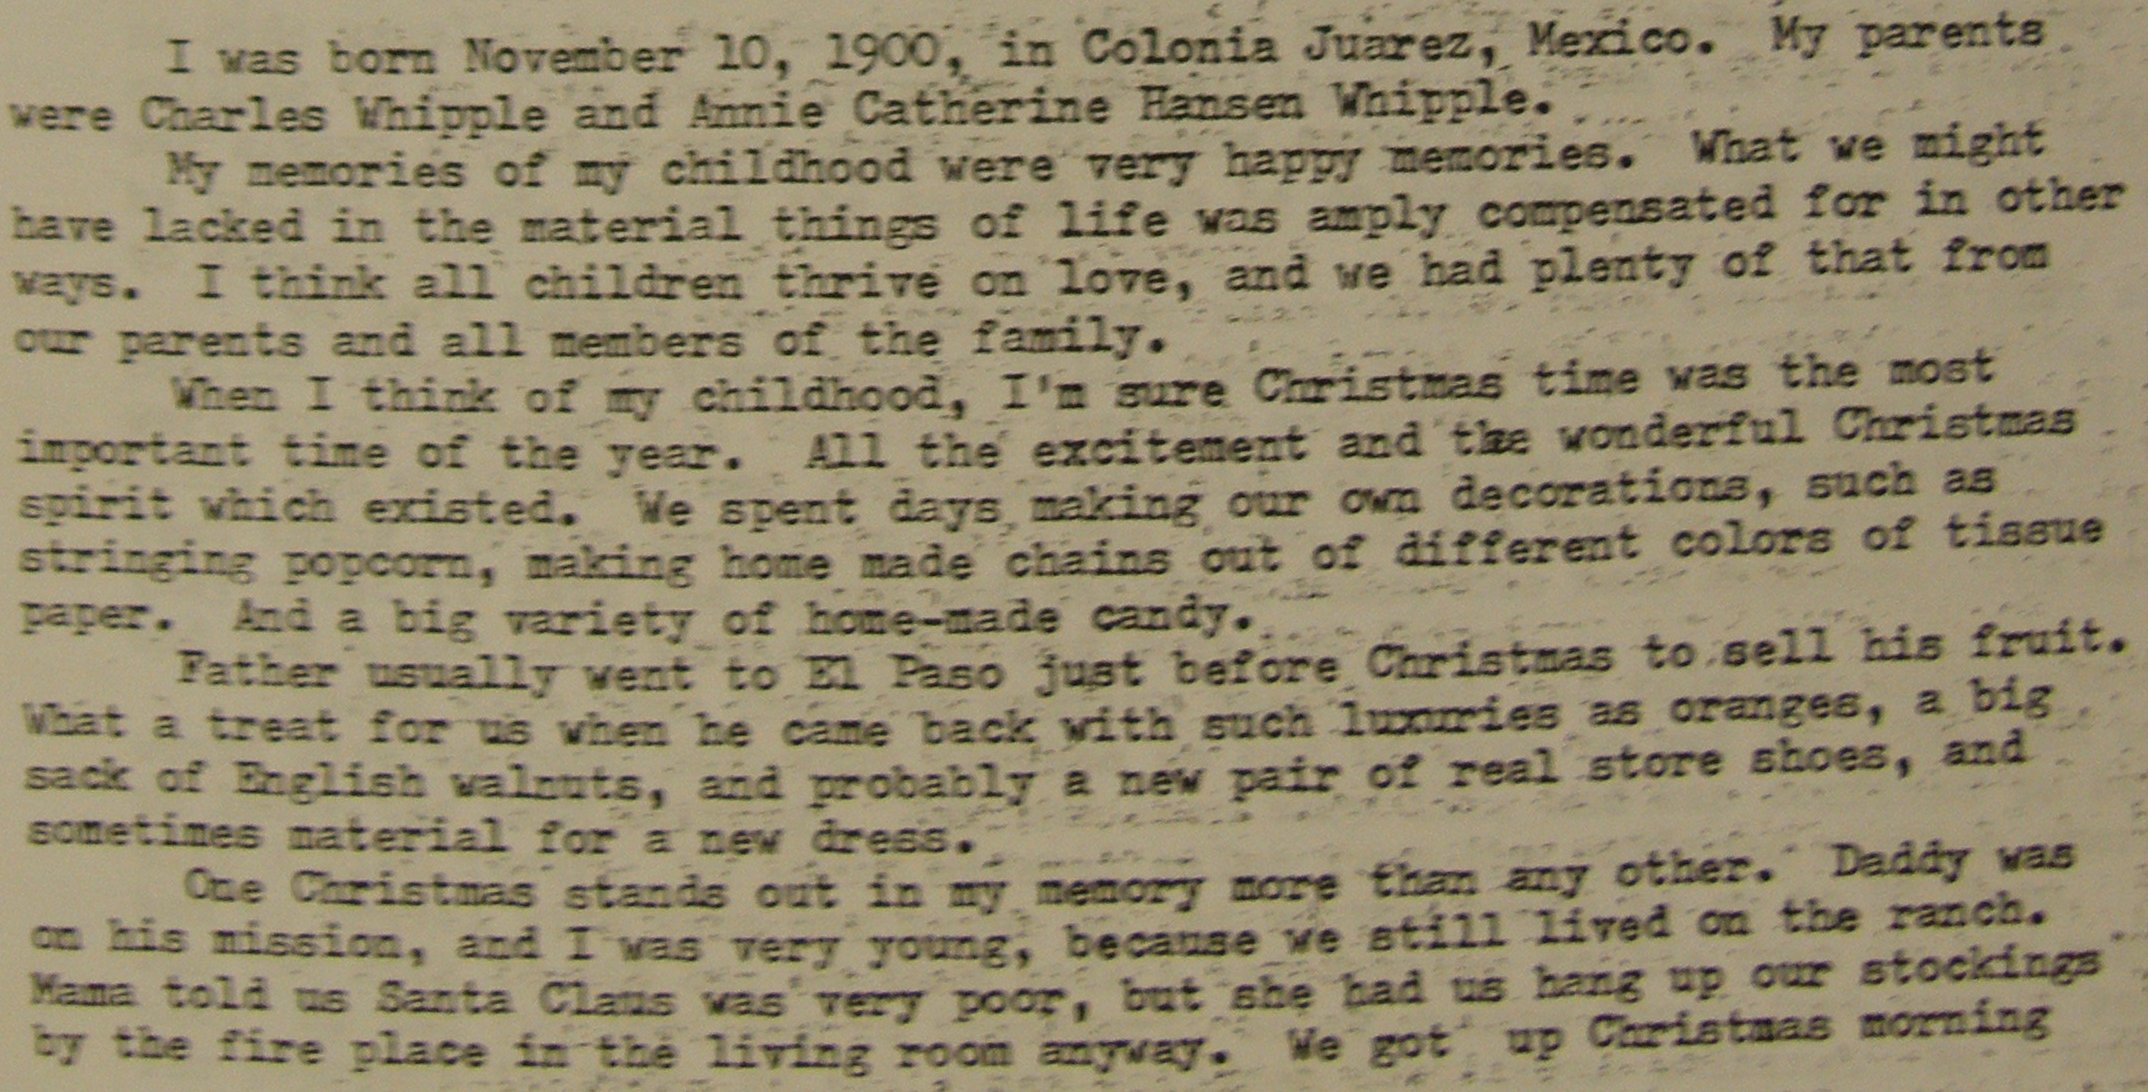 I was born November 10, 1900, in Colonia Juarez, Mexico. My parents
were Charles Whipple and Annie Catherine Hansen Whipple.
My memories of my childhood were very happy memories. What we might
have lacked in the material things of life was amply compensated for in other
ways. I think all children thrive on love, and we had plenty of that from
our parents and all members of the family.
When I think of my childhood, I'm sure Christmas time was the most
important time of the year. All the excitement and the wonderful Christmas
spirit which existed. We spent days making our own decorations, such as
stringing popcorn, making home made chains out of different colors of tissue
paper. And a big variety of home-made candy.
Father usually went to El Paso just before Christmas to sell his fruit.
What a treat for us when he came back with such luxuries as oranges, a big
sack of English walnuts, and probably a new pair of real store shoes, and
sometimes material for a new dress.
One Christmas stands out in my memory more than any other. Daddy was
on his mission, and I was very young, because we still lived on the ranch.
Mama told us Santa Claus was very poor, but she had us hang up our stockings
by the fire place in the living room anyway. We got up Christmas morning